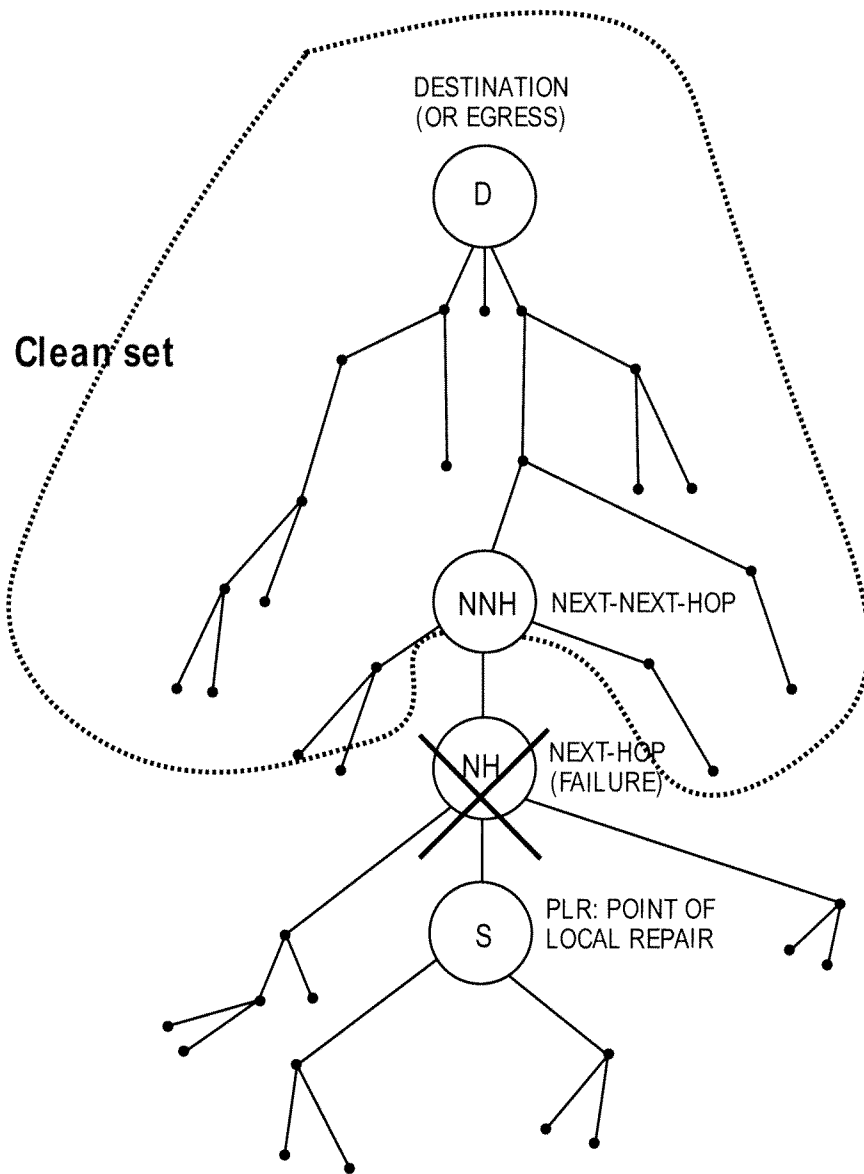 DESTINATION
(OR EGRESS)
D
Clean set
NNH
NEXT-NEXT-HOP
NH
NEXT-HOP
(FAILURE)
S
PLR: POINT OF
LOCAL REPAIR